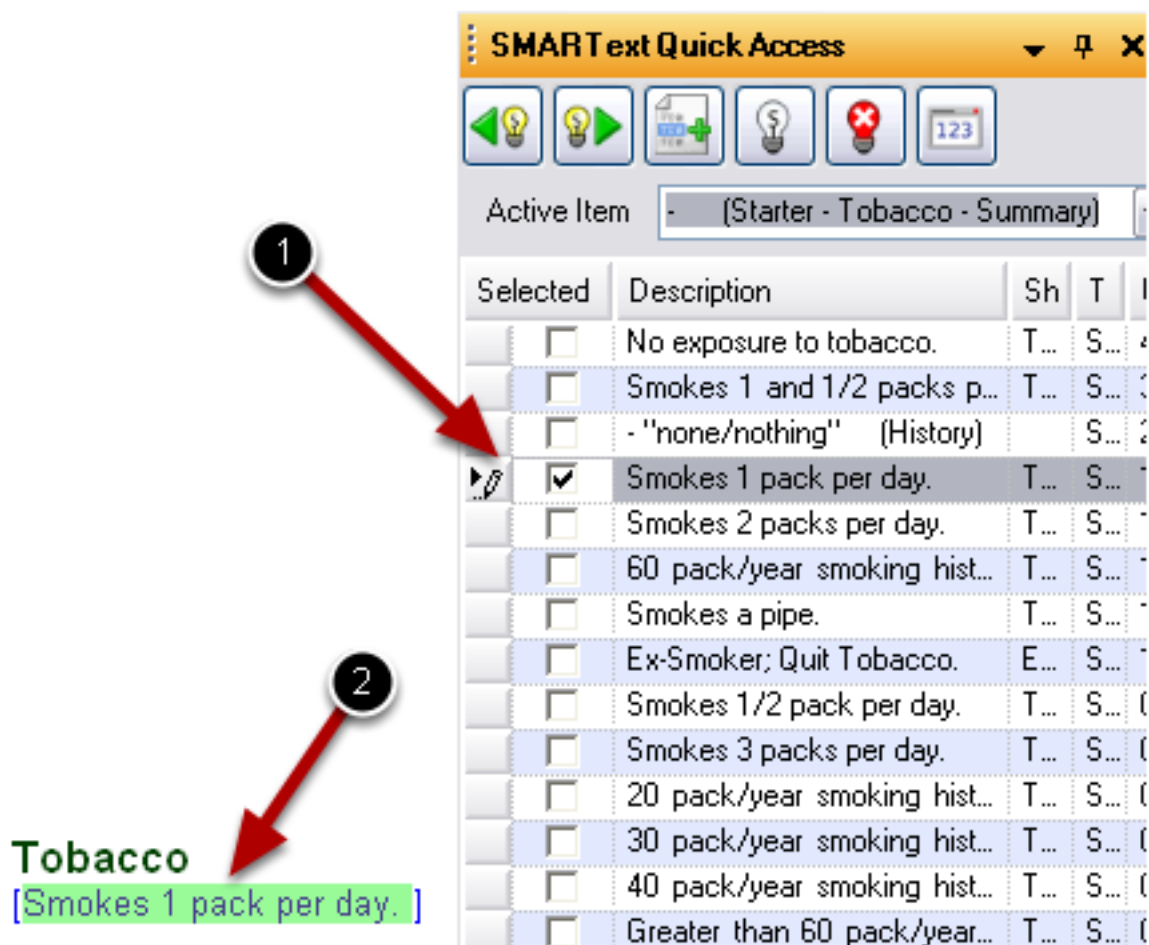 SMARText Quick Access
123
Active Item - (Starter - Tobacco - Summary)
1
Selected Description Sh T
No exposure to tobacco. T... S...
Smokes 1 and 1/2 packs p... T... S...
- "none/nothing" (History) S... 2
Smokes 1 pack per day. T... S...
Smokes 2 packs per day. T... S...
60 pack/year smoking hist... T... S...
Smokes a pipe. T... S...
Ex-Smoker; Quit Tobacco. E... S...
2
Smokes 1/2 pack per day. T... S...
Smokes 3 packs per day. T... S...
20 pack/year smoking hist... T... S...
30 pack/year smoking hist... T... S...
40 pack/year smoking hist... T... S...
Greater than 60 pack/year... T... S...
Tobacco
[Smokes 1 pack per day. ]